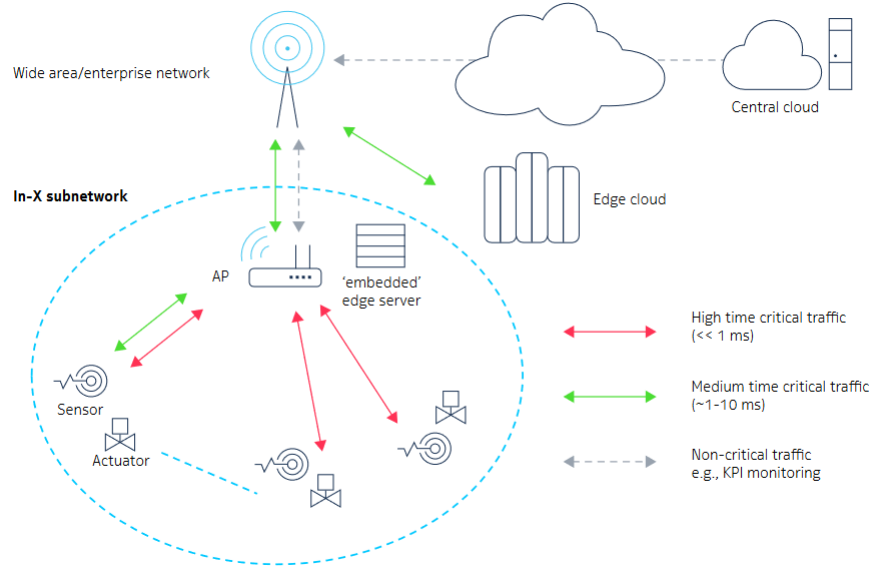 Wide area/enterprise network
Central cloud
In-X subnetwork
Edge cloud
AP
‘embedded’
edge server
High time critical traffic
(<< 1 ms)
Sensor
Medium time critical traffic
(~1-10 ms)
Actuator
Non-critical traffic
e.g., KPI monitoring